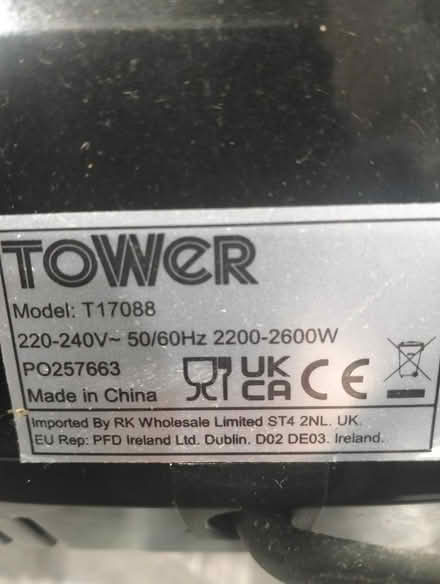 TOWER
Model: T17088
220-240V~ 50/60Hz 2200-2600W
PO257663
UK
CA CE
Made in China
Imported By RK Wholesale Limited ST4 2NL. UK.
EU Rep: PFD Ireland Ltd. Dublin. D02 DE03. Ireland.